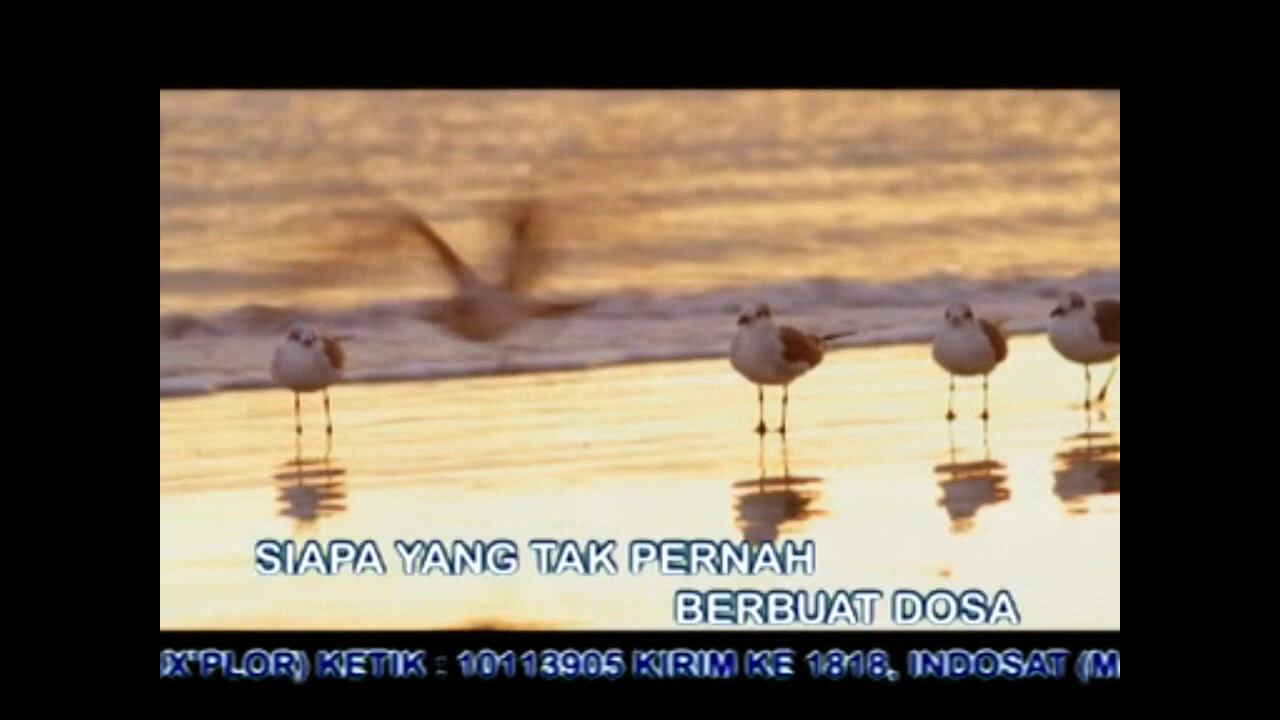 SIAPA YANG TAK PERNAH
BERBUAT DOSA
X'PLOR) KETIK : 10113905 KIRIM KE 1818, INDOSAT (M